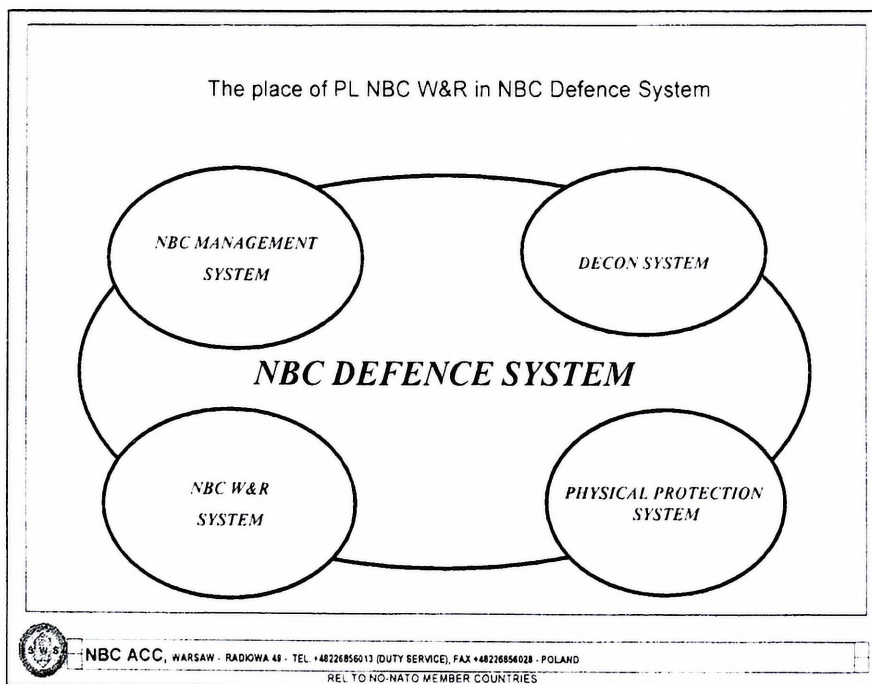 The place of PL NBC W&R in NBC Defence System
NBC MANAGEMENT
SYSTEM
DECON SYSTEM
NBC DEFENCE SYSTEM
NBC W&R
SYSTEM
PHYSICAL PROTECTION
SYSTEM
SWS
NBC ACC, WARSAW - RADIOWA 49 - TEL. +48226856013 (DUTY SERVICE), FAX +48226856028 - POLAND
REL TO NO-NATO MEMBER COUNTRIES